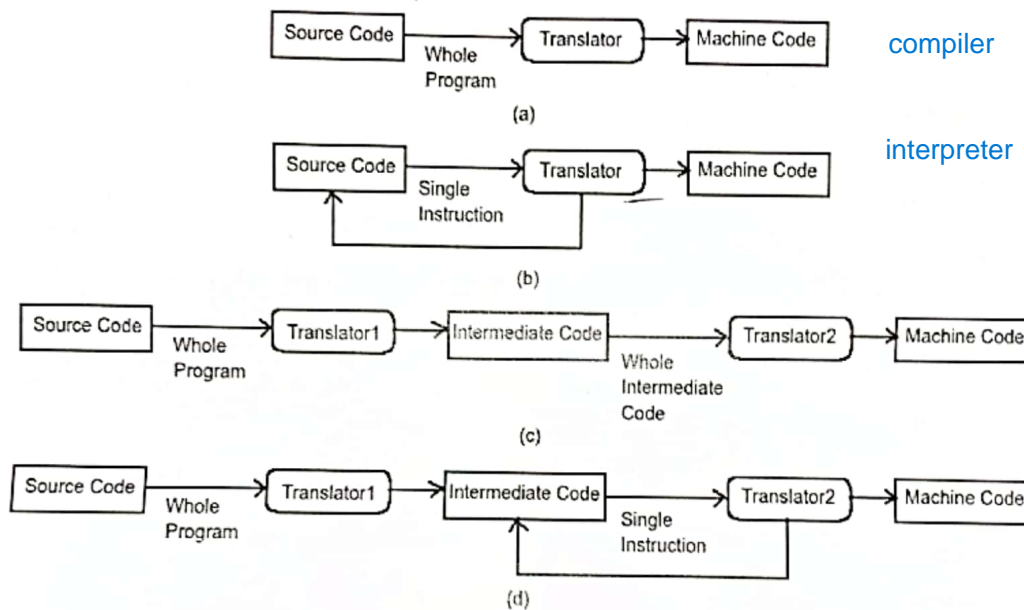 Source Code
Whole
Program
Translator
Machine Code
compiler
(a)
Source Code
Single
Instruction
Translator
Machine Code
interpreter
(b)
Source Code
Whole
Program
Translator1
Intermediate Code
Whole
Intermediate
Code
Translator2
Machine Code
(c)
Source Code
Whole
Program
Translator1
Intermediate Code
Single
Instruction
Translator2
Machine Code
(d)